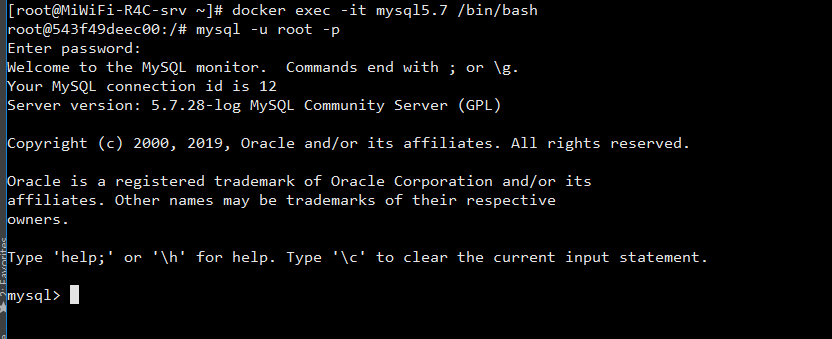 [root@MiWiFi-R4C-srv ~]# docker exec -it mysql5.7 /bin/bash
root@543f49deec00:/# mysql -u root -p
Enter password:
Welcome to the MySQL monitor.  Commands end with ; or \g.
Your MySQL connection id is 12
Server version: 5.7.28-log MySQL Community Server (GPL)
Copyright (c) 2000, 2019, Oracle and/or its affiliates. All rights reserved.
Oracle is a registered trademark of Oracle Corporation and/or its
affiliates. Other names may be trademarks of their respective
owners.
Type 'help;' or '\h' for help. Type '\c' to clear the current input statement.
mysql>
2: Favorites